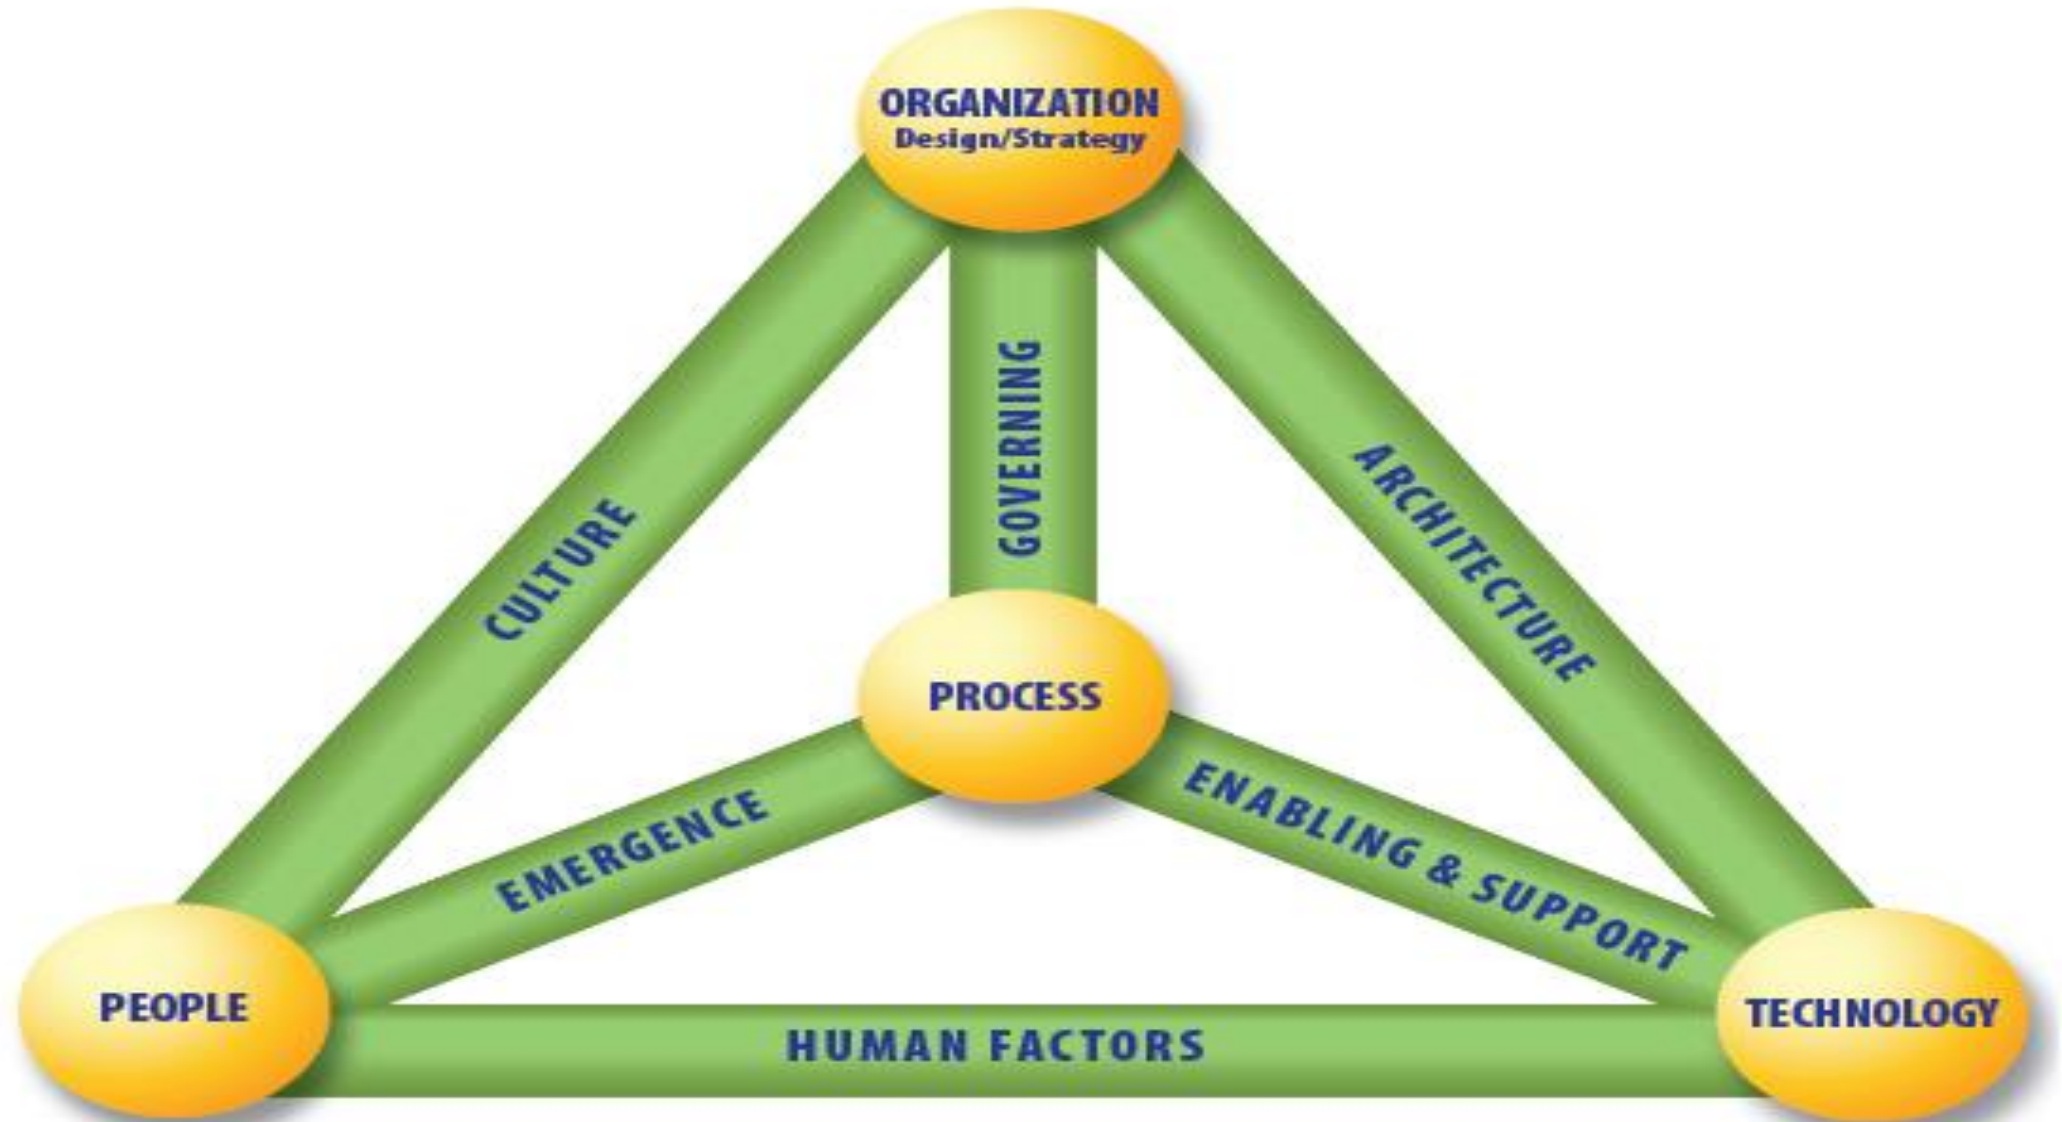 ORGANIZATION
Design/Strategy
GOVERNING
CULTURE
ARCHITECTURE
PROCESS
EMERGENCE
ENABLING & SUPPORT
PEOPLE
TECHNOLOGY
HUMAN FACTORS